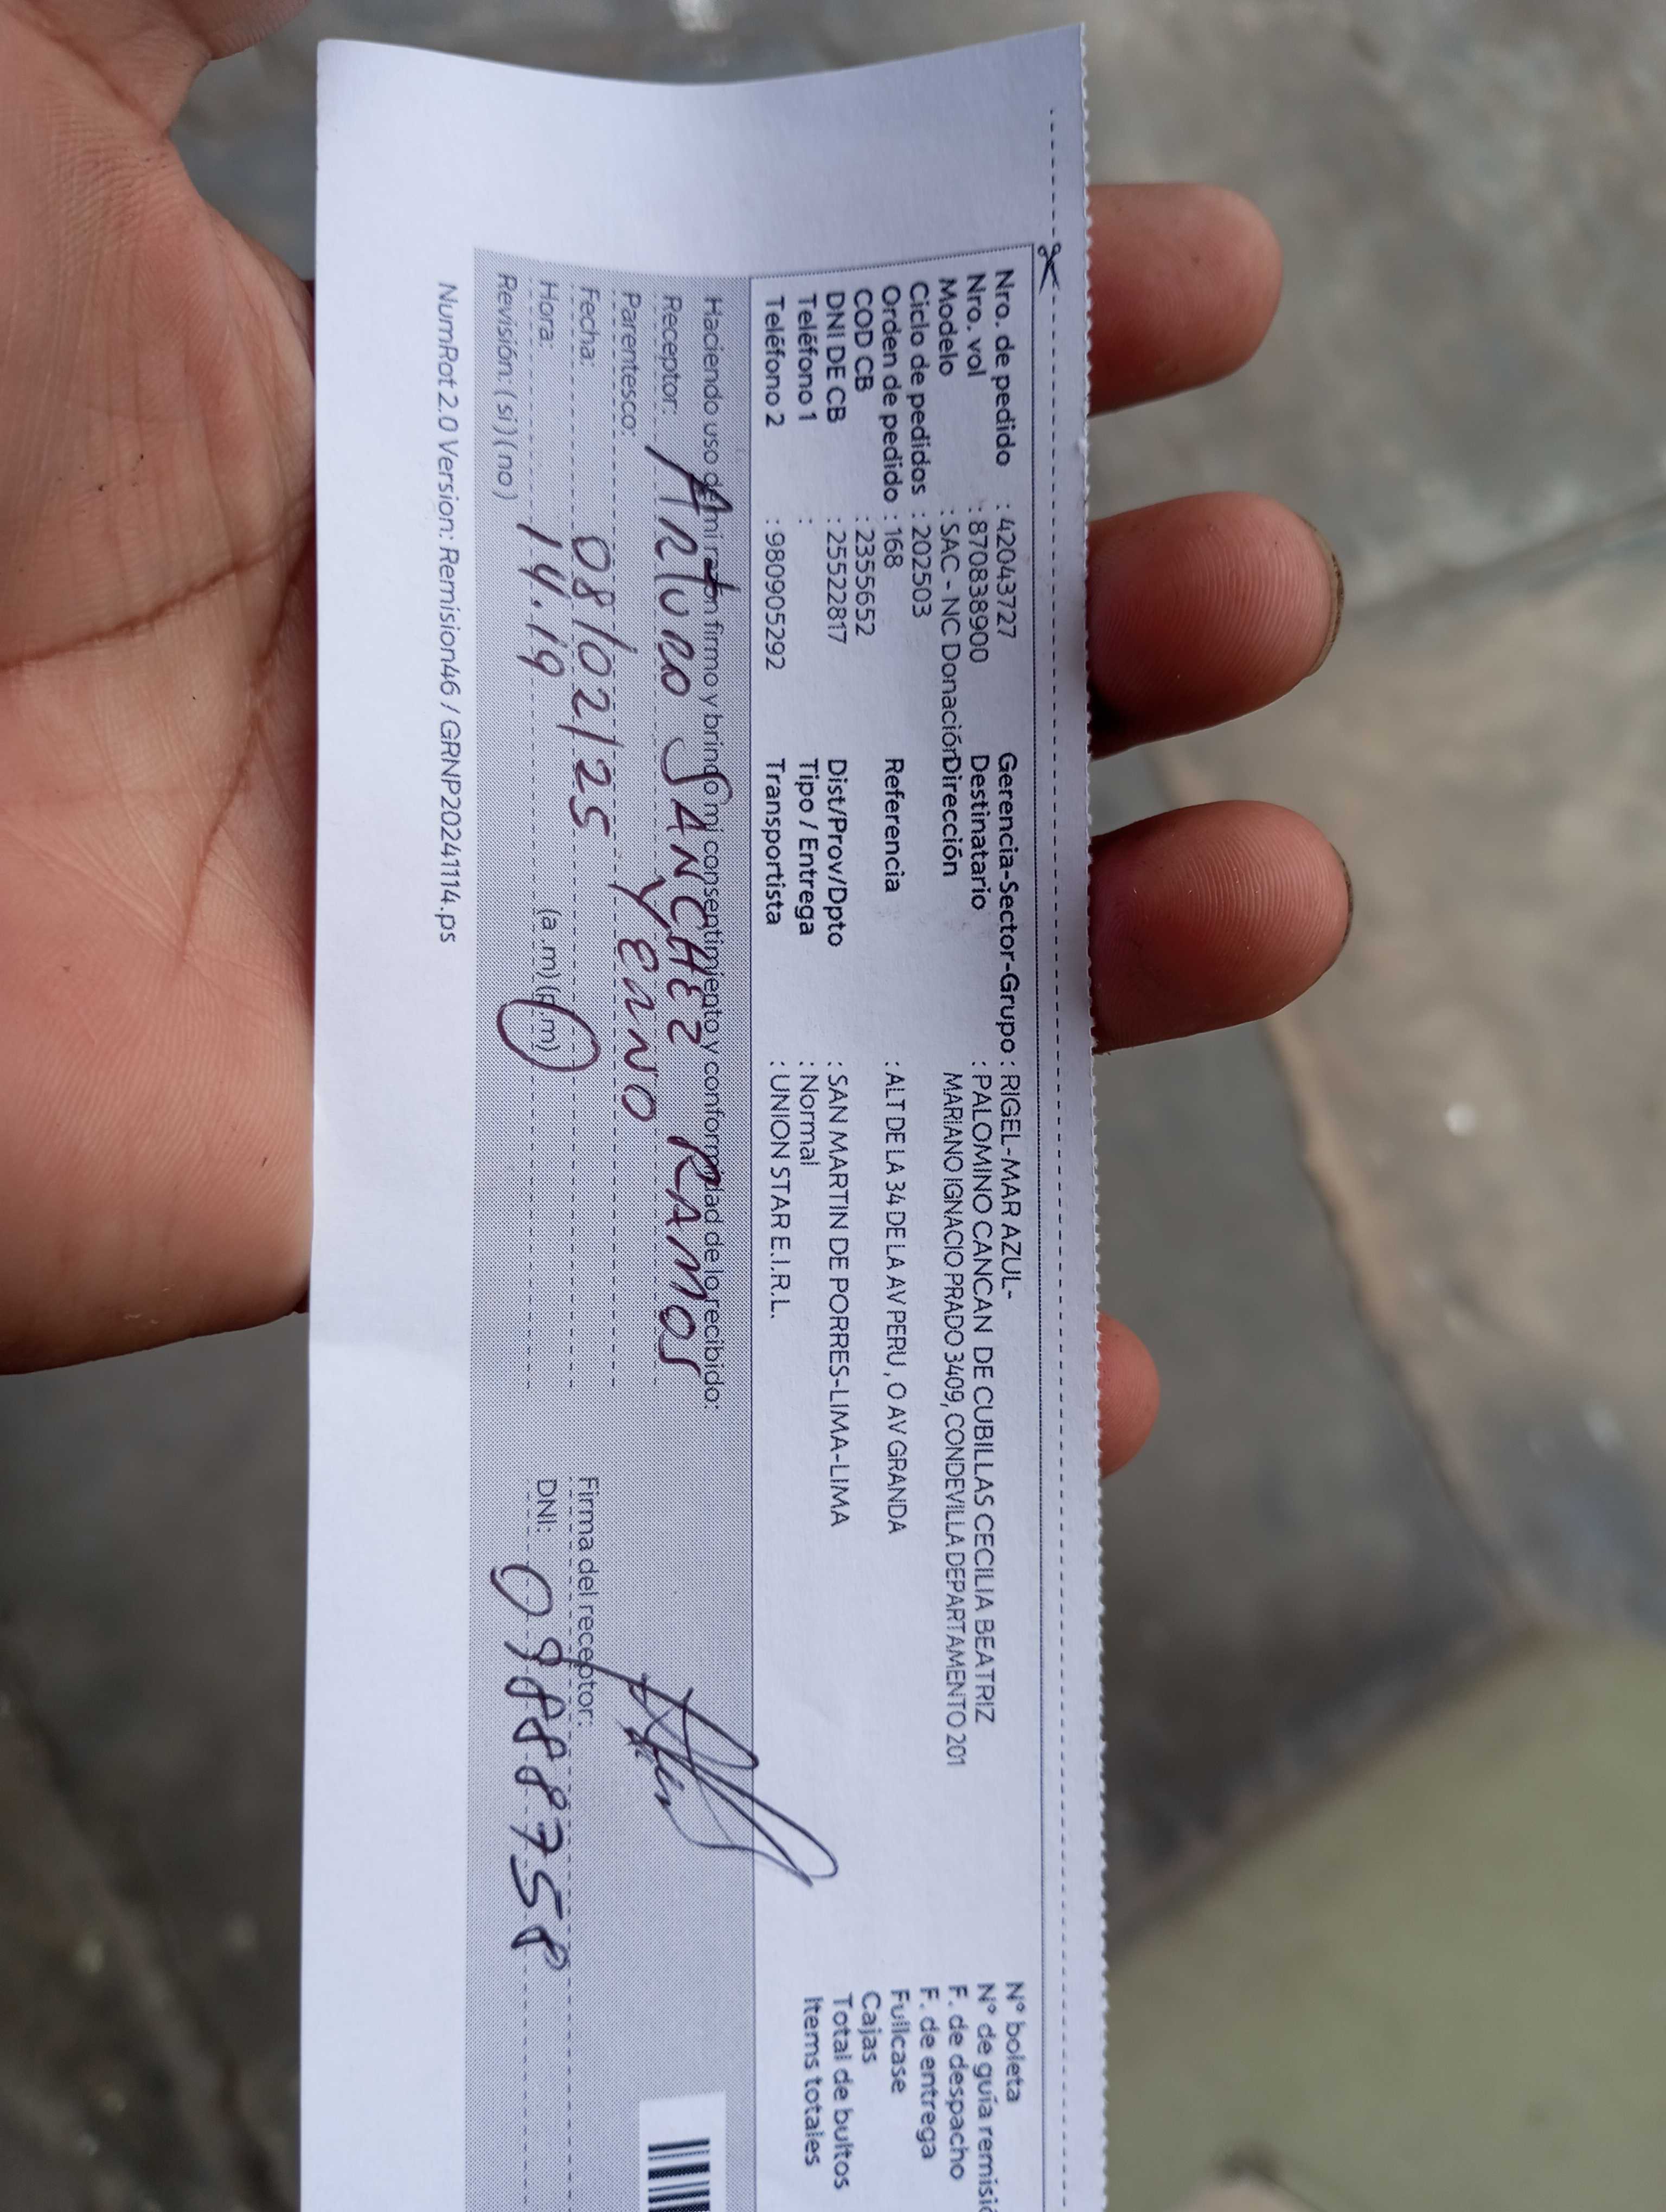 Nro. de pedido : 42043727
Nro. vol : 870838900
Modelo : SAC - NC Donación
Ciclo de pedidos : 202503
Orden de pedido : 168
COD CB : 2355652
DNI DE CB : 25522817
Teléfono 1 :
Teléfono 2 : 980905292
Gerencia-Sector-Grupo : RIGEL-MAR AZUL-
Destinatario : PALOMINO CANCAN DE CUBILLAS CECILIA BEATRIZ
Dirección MARIANO IGNACIO PRADO 3409, CONDEVILLA DEPARTAMENTO 201
Referencia : ALT DE LA 34 DE LA AV PERU , O AV GRANDA
Dist/Prov/Dpto : SAN MARTIN DE PORRES-LIMA-LIMA
Tipo / Entrega : Normal
Transportista : UNION STAR E.I.R.L.
N° boleta
N° de guía remisió
F. de despacho
F. de entrega
Fullcase
Cajas
Total de bultos
Items totales
Haciendo uso de mi razón firmo y brindo mi consentimiento y conformidad de lo recibido:
Receptor: Arturo SANCHEZ RAMOS
Parentesco: YERNO
Fecha: 08/02/25
Hora: 14.19 (a .m) (p.m)
Revisión: ( si ) ( no )
Firma del receptor:
DNI: 09888758
NumRot 2.0 Version: Remision46 / GRNP20241114.ps